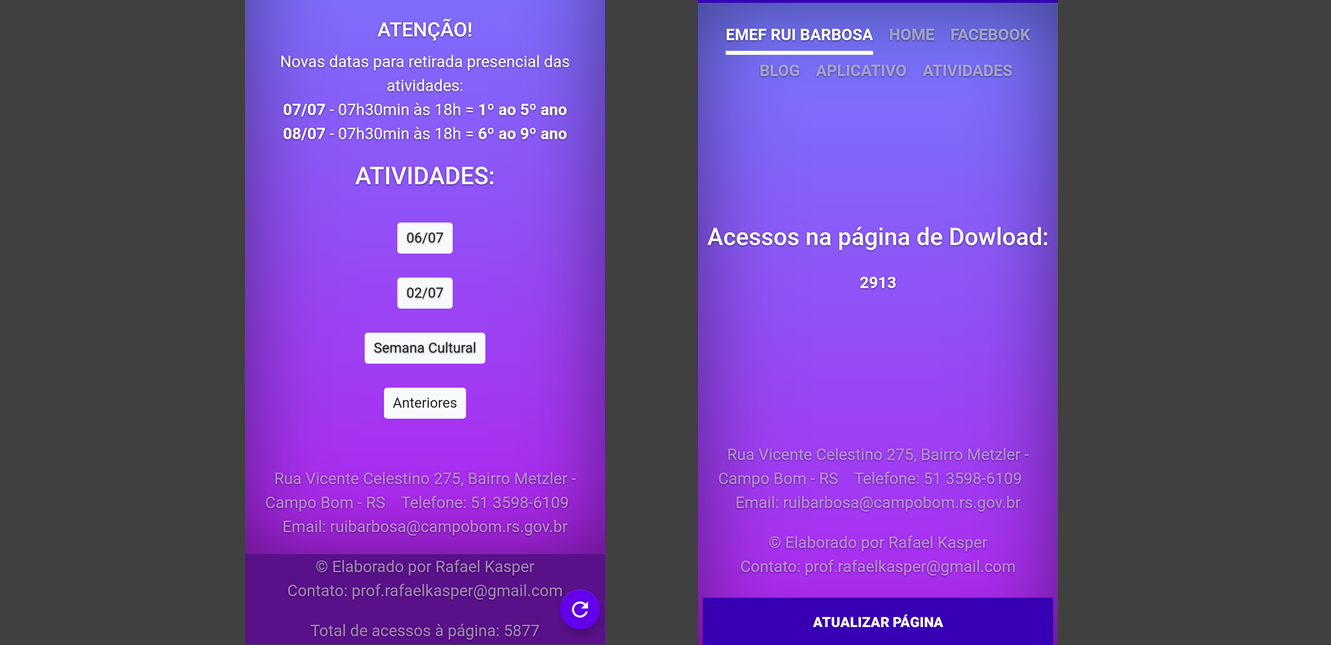 ATENÇÃO!
Novas datas para retirada presencial das
atividades:
07/07 - 07h30min às 18h = 1º ao 5º ano
08/07 - 07h30min às 18h = 6º ao 9º ano
ATIVIDADES:
06/07
02/07
Semana Cultural
Anteriores
Rua Vicente Celestino 275, Bairro Metzler -
Campo Bom - RS Telefone: 51 3598-6109
Email: ruibarbosa@campobom.rs.gov.br
© Elaborado por Rafael Kasper
Contato: prof.rafaelkasper@gmail.com
Total de acessos à página: 5877
EMEF RUI BARBOSA HOME FACEBOOK
BLOG APLICATIVO ATIVIDADES
Acessos na página de Dowload:
2913
Rua Vicente Celestino 275, Bairro Metzler -
Campo Bom - RS Telefone: 51 3598-6109
Email: ruibarbosa@campobom.rs.gov.br
© Elaborado por Rafael Kasper
Contato: prof.rafaelkasper@gmail.com
ATUALIZAR PÁGINA